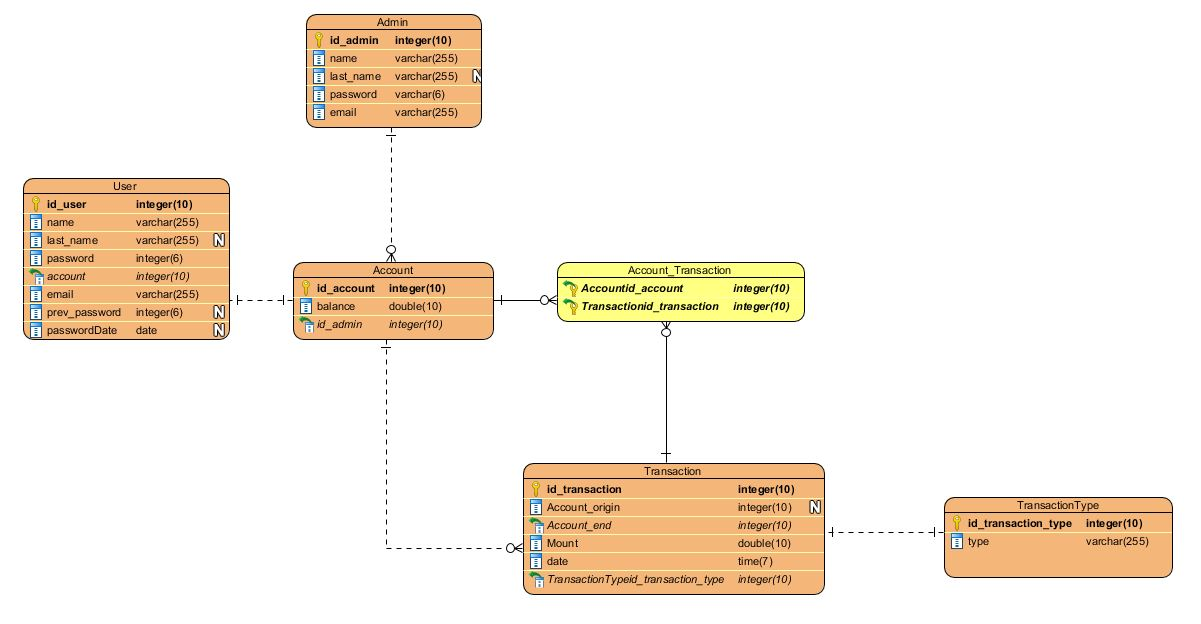 Admin
id_admin integer(10)
name varchar(255)
last_name varchar(255) N
password varchar(6)
email varchar(255)
User
id_user integer(10)
name varchar(255)
last_name varchar(255) N
password integer(6)
account integer(10)
email varchar(255)
prev_password integer(6) N
passwordDate date N
Account
id_account integer(10)
balance double(10)
id_admin integer(10)
Account_Transaction
Accountid_account integer(10)
Transactionid_transaction integer(10)
Transaction
id_transaction integer(10)
Account_origin integer(10) N
Account_end integer(10)
Mount double(10)
date time(7)
TransactionTypeid_transaction_type integer(10)
TransactionType
id_transaction_type integer(10)
type varchar(255)